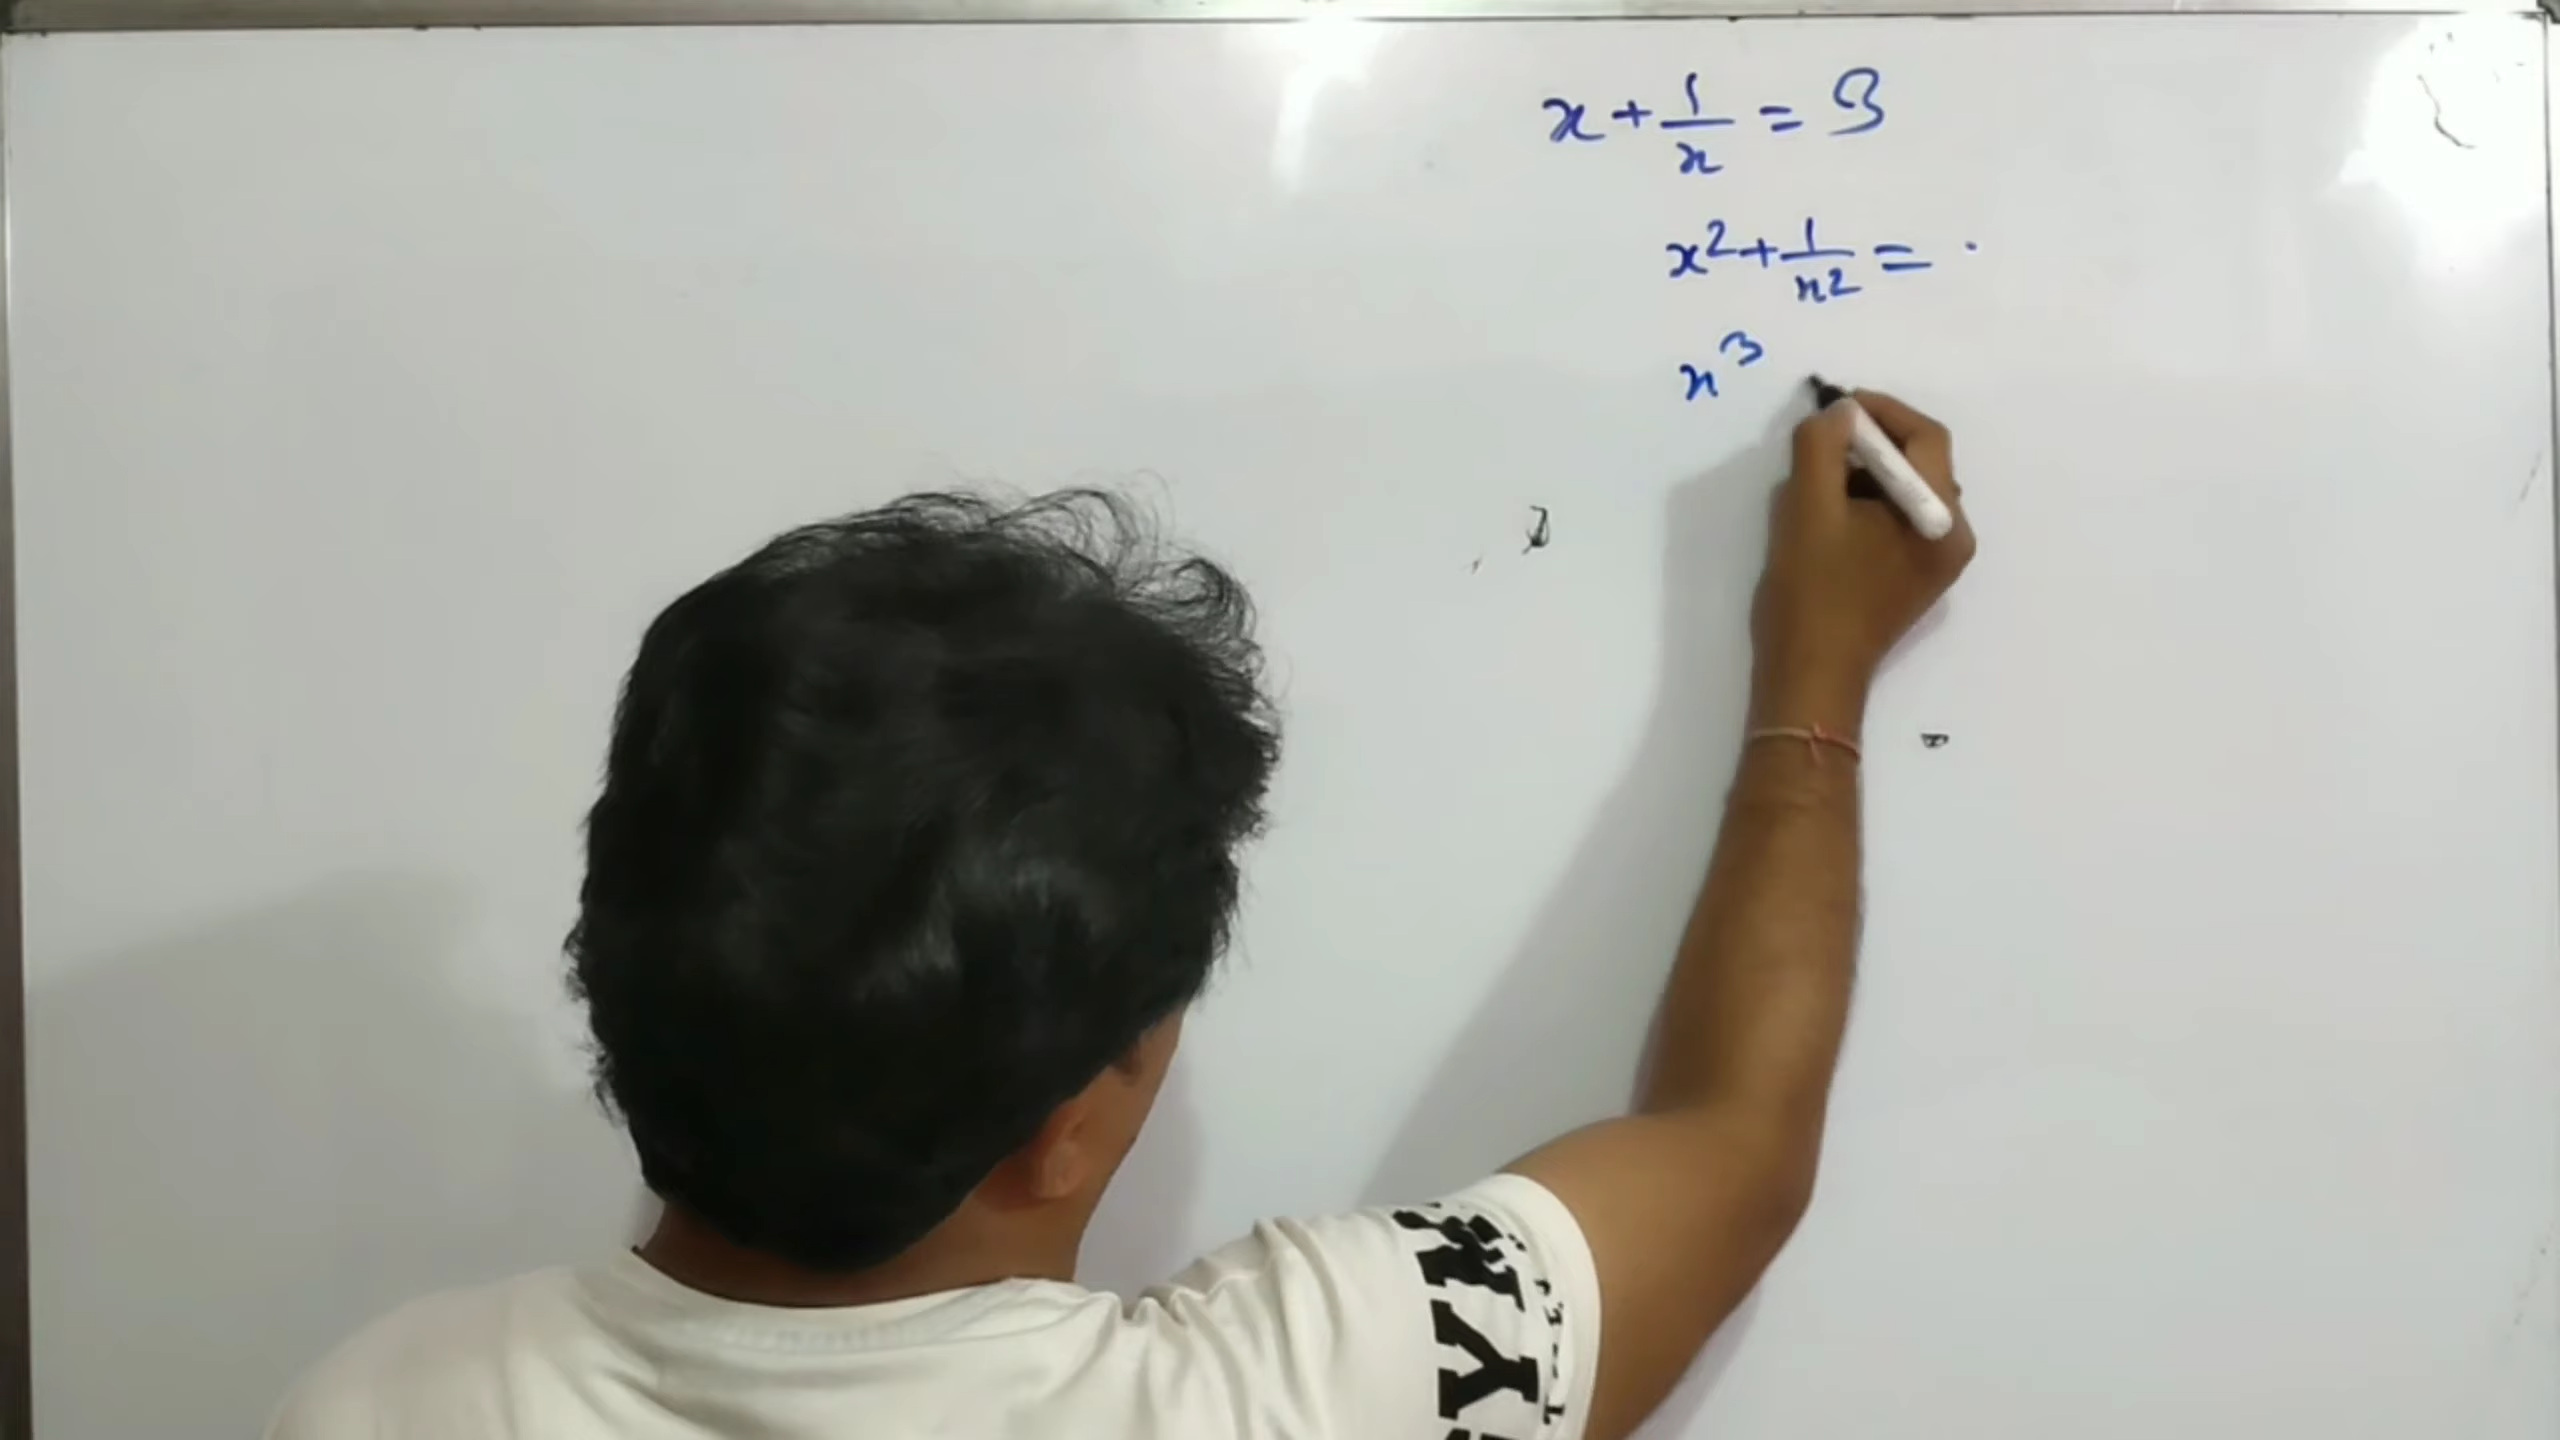 x + 1/x = 3
x² + 1/x² = .
x³